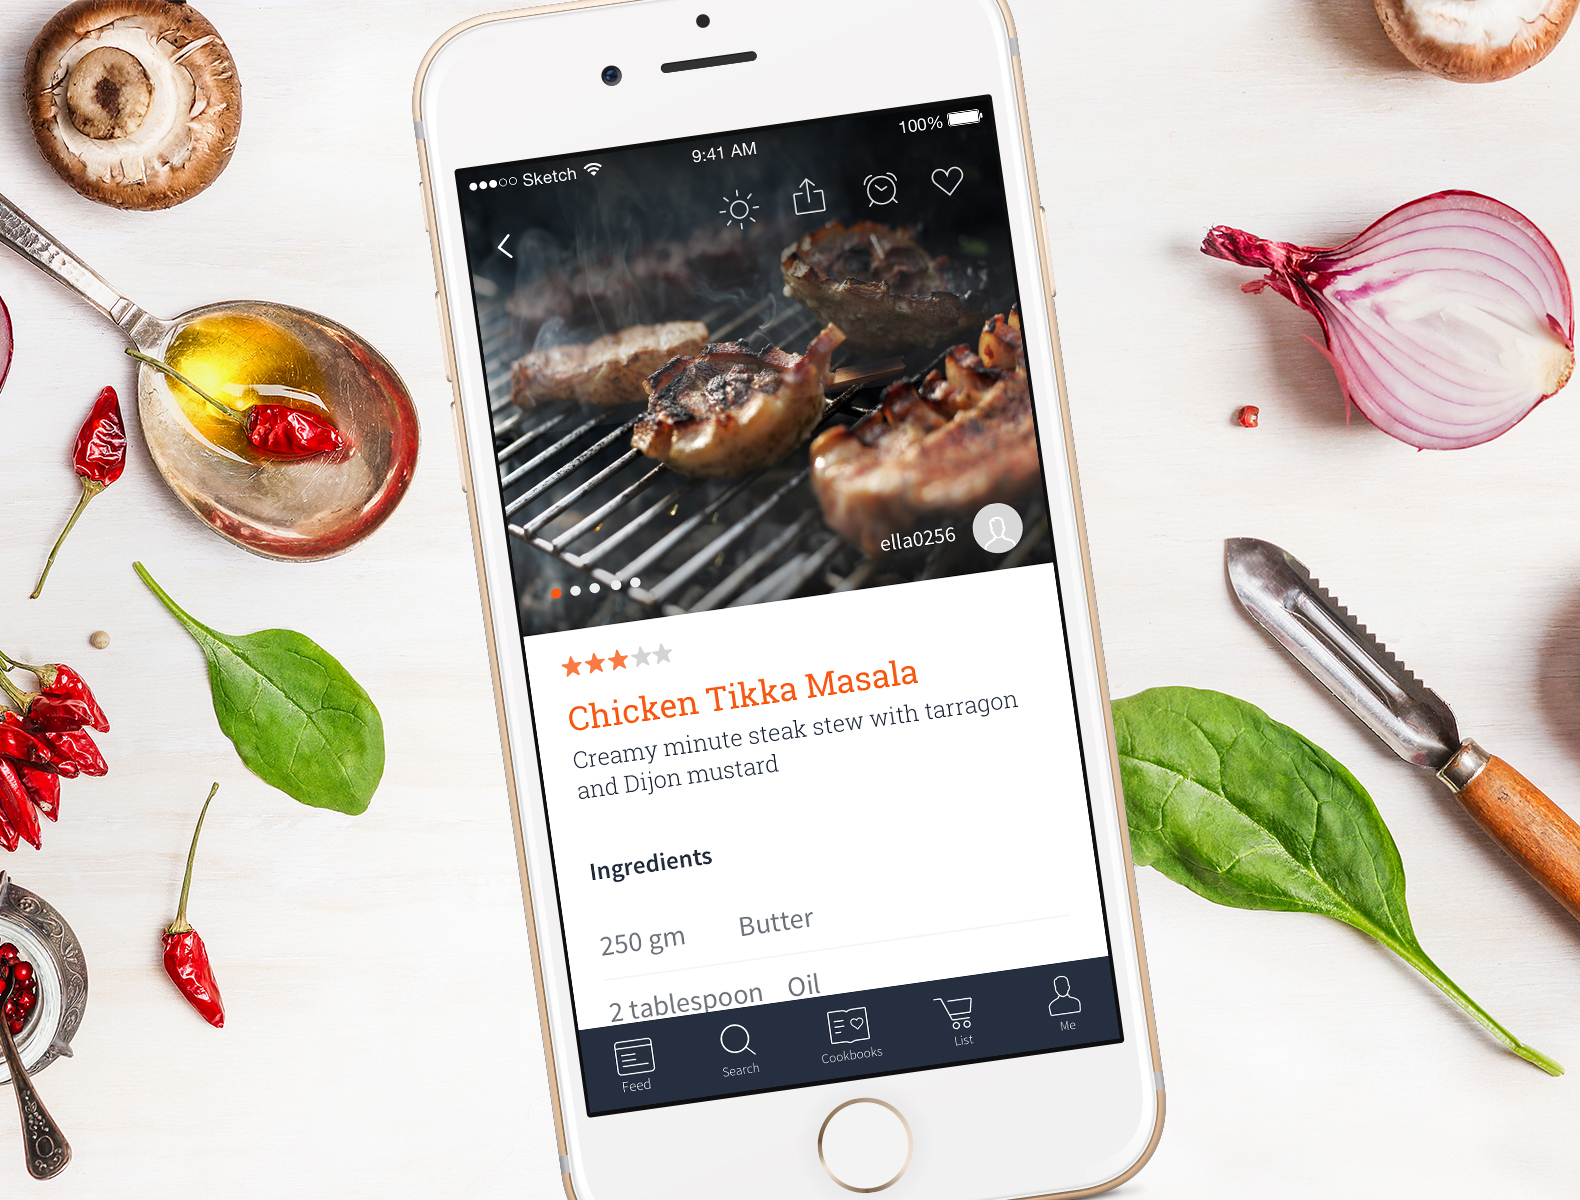 Sketch
9:41 AM
100%
ella0256
Chicken Tikka Masala
Creamy minute steak stew with tarragon
and Dijon mustard
Ingredients
250 gm Butter
2 tablespoon Oil
Feed
Search
Cookbooks
List
Me